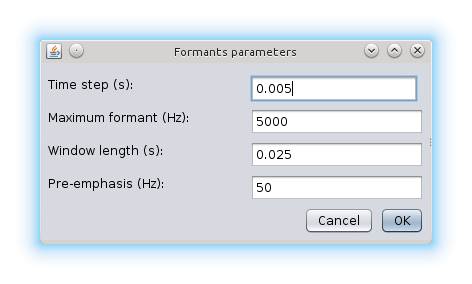 Formants parameters
Time step (s): 0.005
Maximum formant (Hz): 5000
Window length (s): 0.025
Pre-emphasis (Hz): 50
Cancel OK